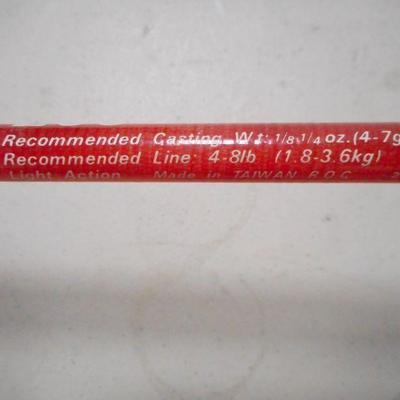 Recommended Casting Wt: 1/8 1/4 oz. (4-7g
Recommended Line: 4-8lb (1.8-3.6kg)
Light Action Made in TAIWAN R.O.C